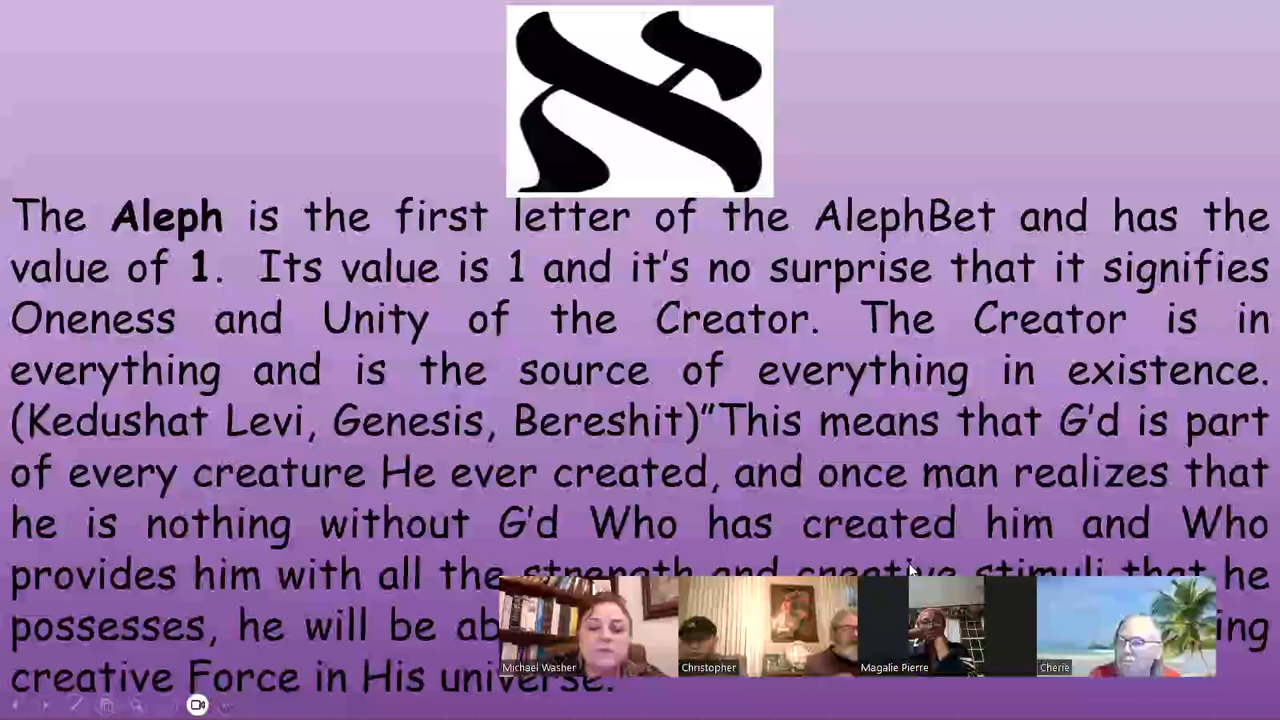 א
The Aleph is the first letter of the AlephBet and has the
value of 1. Its value is 1 and it's no surprise that it signifies
Oneness and Unity of the Creator. The Creator is in
everything and is the source of everything in existence.
(Kedushat Levi, Genesis, Bereshit)”This means that G'd is part
of every creature He ever created, and once man realizes that
he is nothing without G'd Who has created him and Who
provides him with all the strength and creative stimuli that he
possesses, he will be
creative Force in His universe.
Michael Washer
Christopher
Magalie Pierre
Cherie